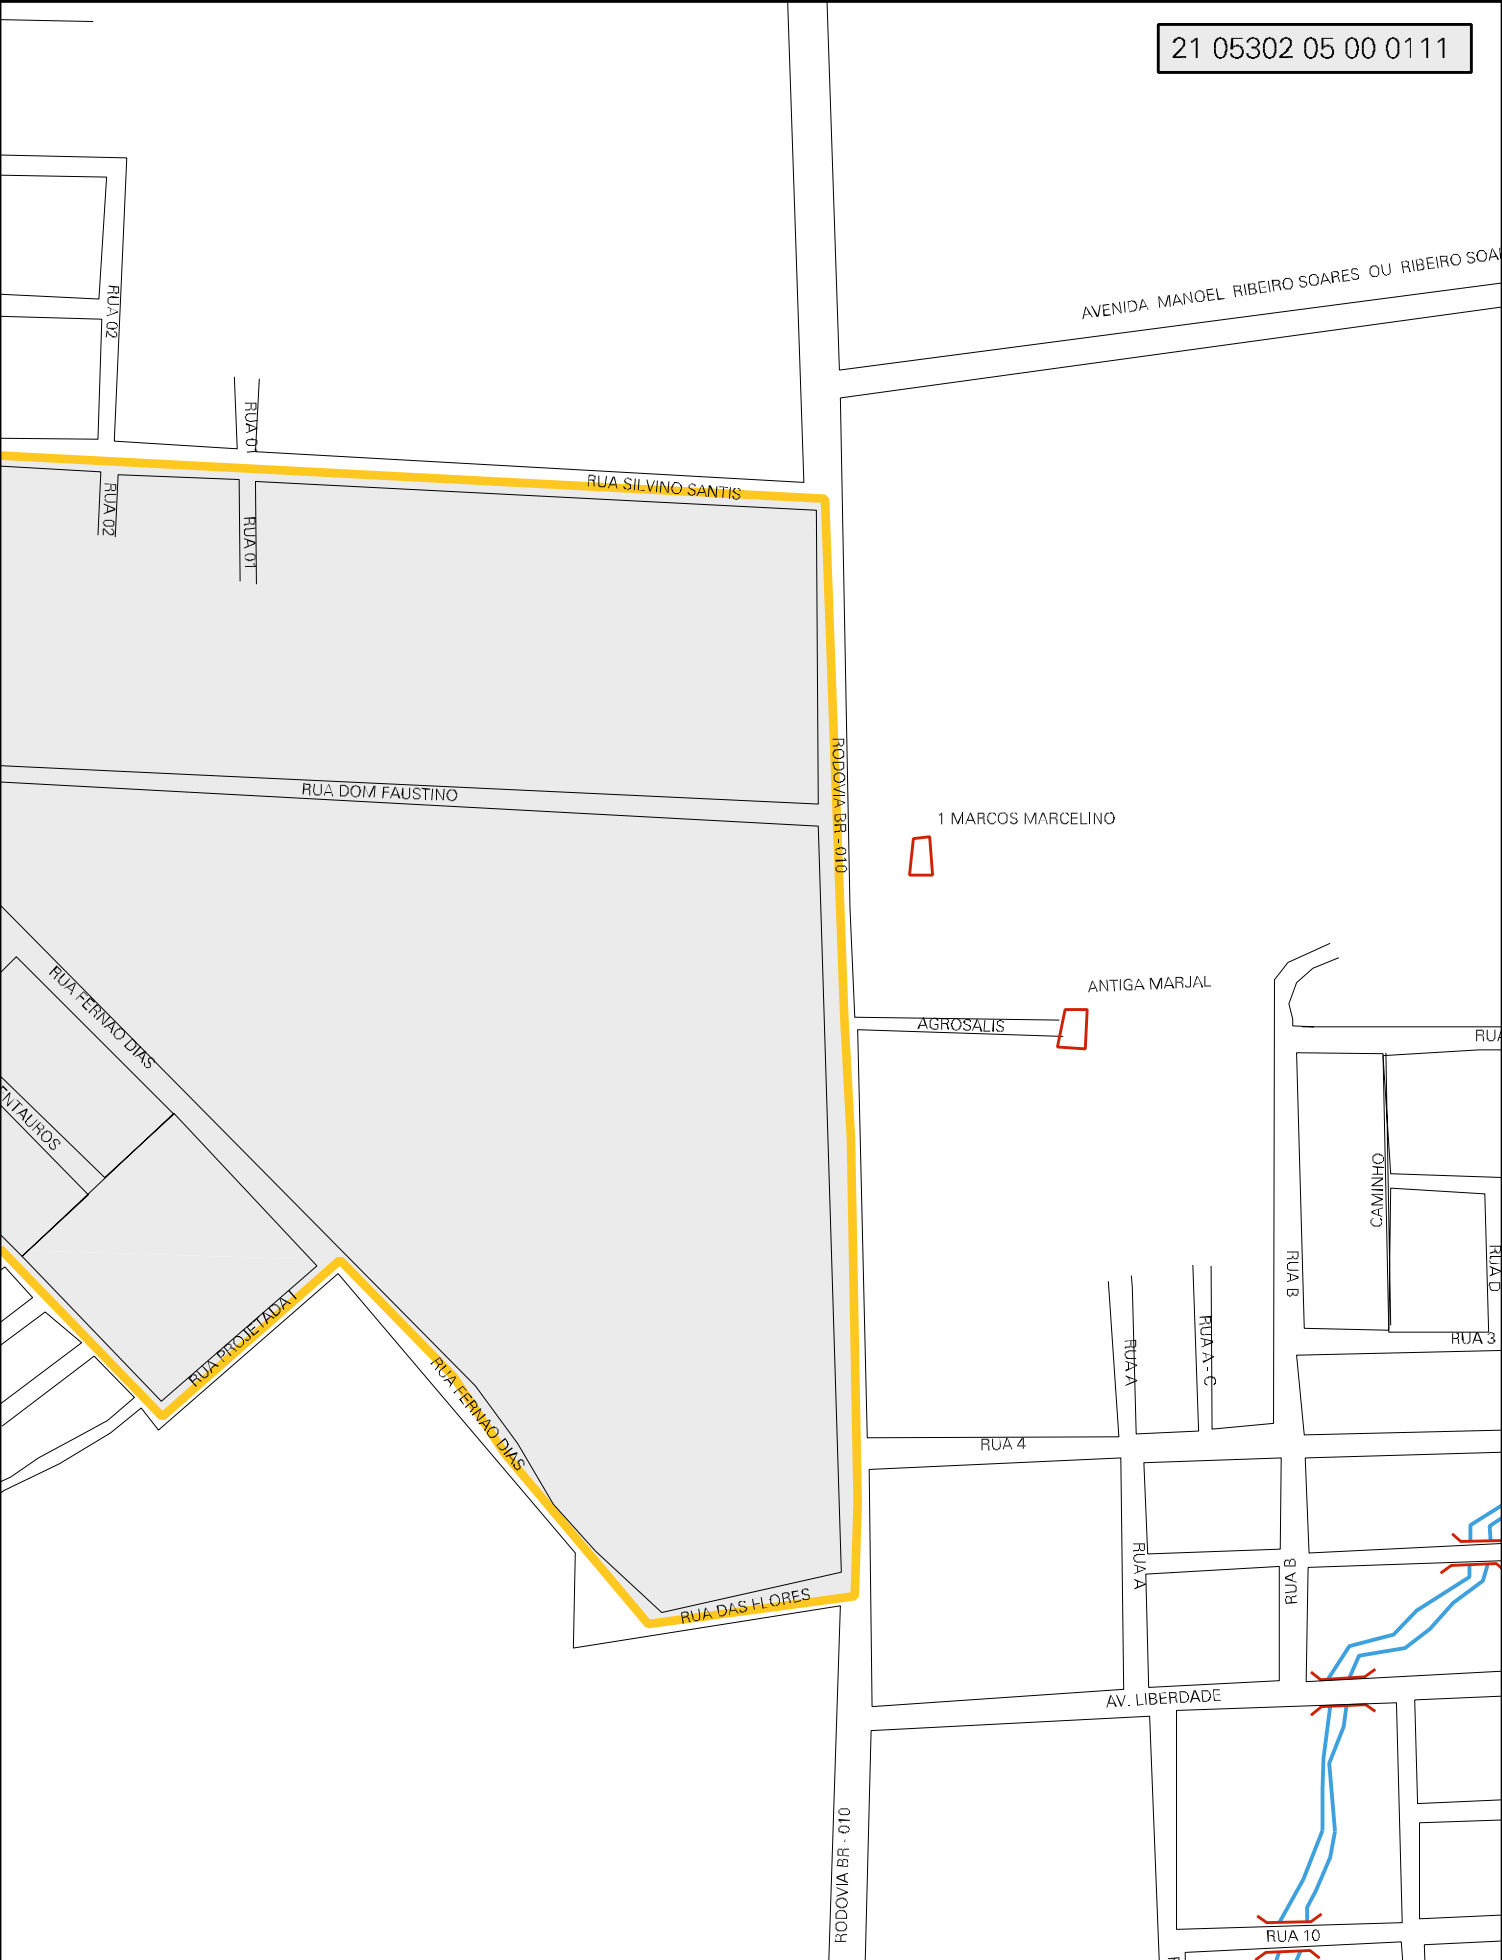 21 05302 05 00 0111
AVENIDA MANOEL RIBEIRO SOARES OU RIBEIRO SOA
RUA 02
RUA 01
RUA SILVINO SANTIS
RUA 02
RUA 01
RODOVIA BR - 010
RUA DOM FAUSTINO
1 MARCOS MARCELINO
RUA FERNAO DIAS
ANTIGA MARJAL
AGROSALIS
RUA
ENTAUROS
CAMINHO
RUA B
RUA D
RUA PROJETADA I
RUA A
RUA A - C
RUA 3
RUA FERNAO DIAS
RUA 4
RUA A
RUA B
RUA DAS FLORES
AV. LIBERDADE
RODOVIA BR - 010
RUA 10